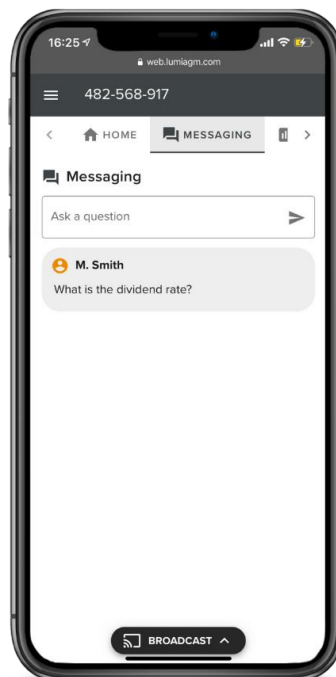 16:25
web.lumiagm.com
482-568-917
HOME
MESSAGING
Messaging
Ask a question
M. Smith
What is the dividend rate?
BROADCAST